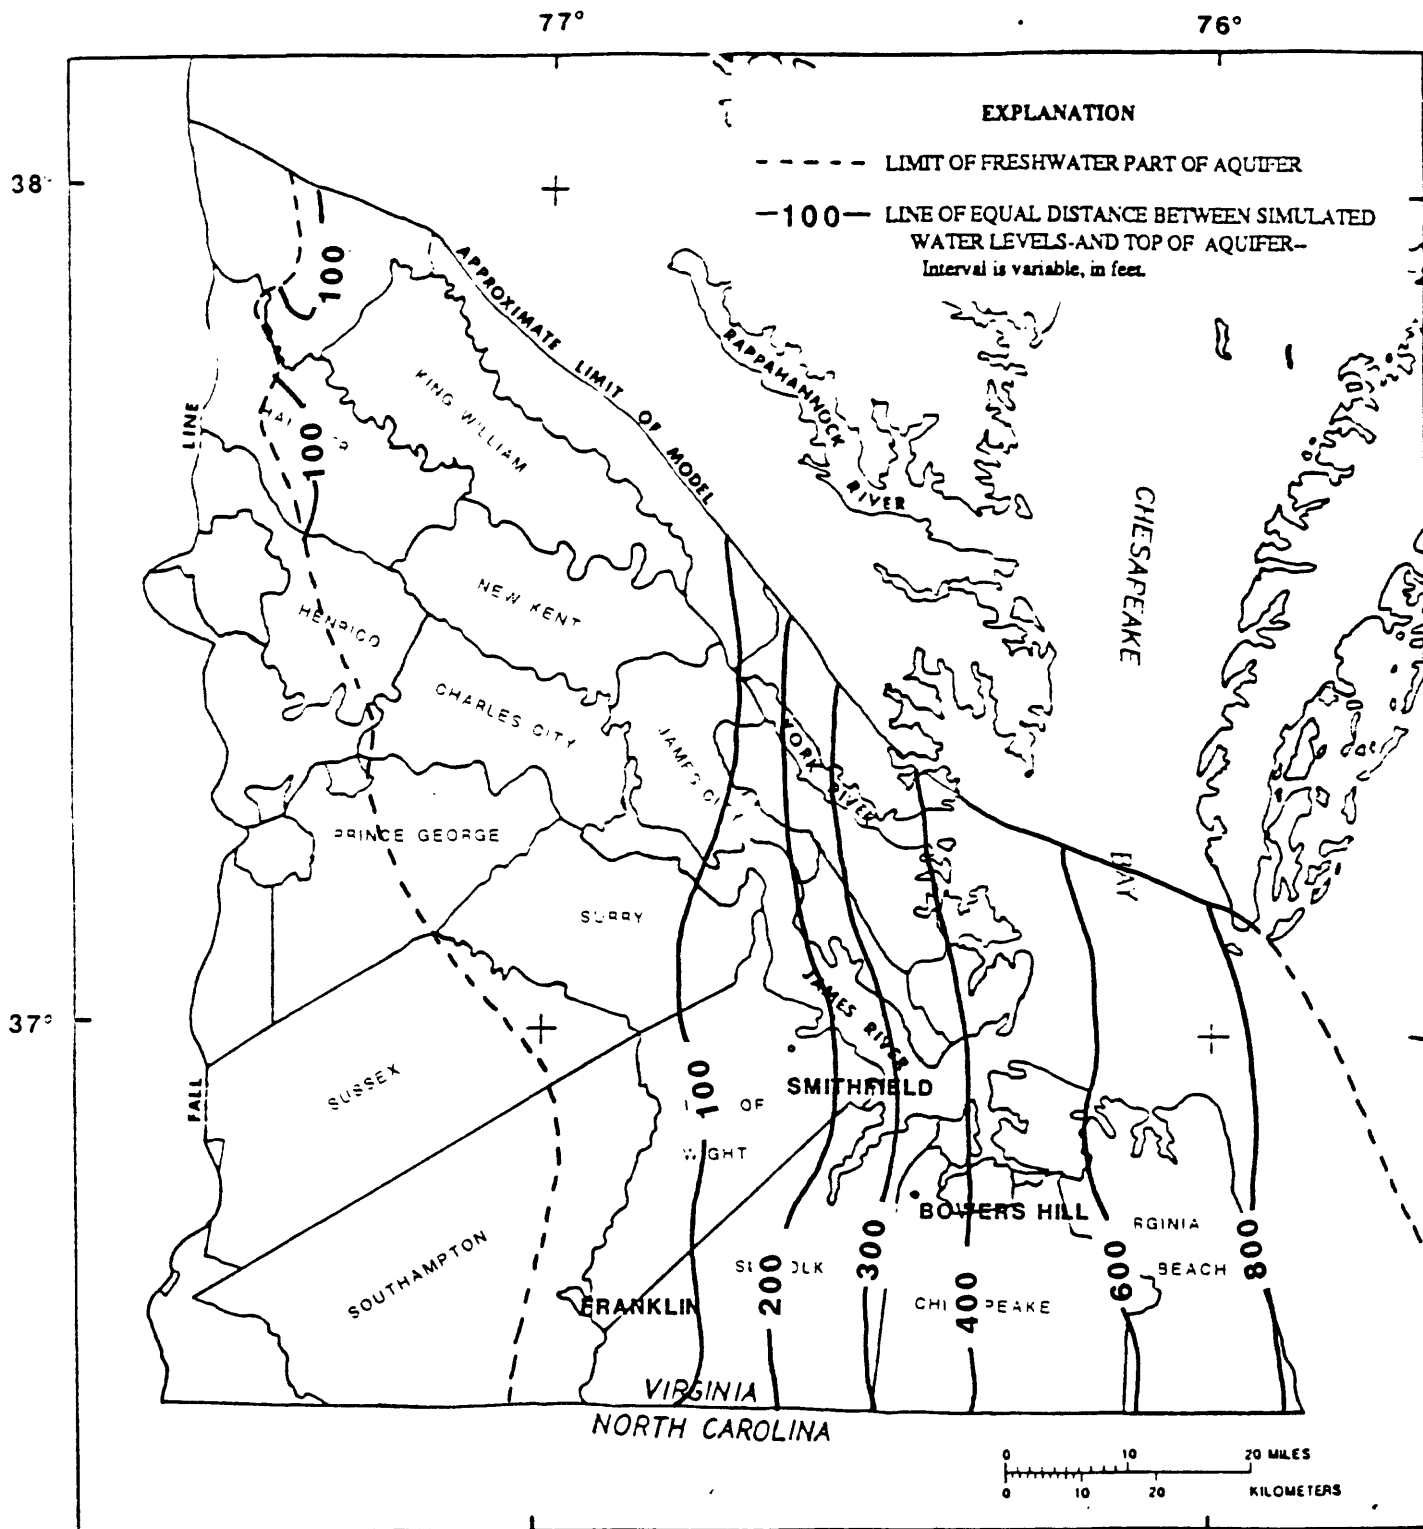 77° 76°
EXPLANATION
LIMIT OF FRESHWATER PART OF AQUIFER
38°
—100— LINE OF EQUAL DISTANCE BETWEEN SIMULATED
WATER LEVELS-AND TOP OF AQUIFER–
Interval is variable, in feet.
100
APPROXIMATE LIMIT OF MODEL
RAPPAHANNOCK
RIVER
KING WILLIAM
LINE
100
CHESAPEAKE
BAY
NEW KENT
HENRICO
CHARLES CITY
JAMES
YORK RIVER
PRINCE GEORGE
SURRY
JAMES RIVER
37°
SUSSEX
FALL
100
OF
WIGHT
SMITHFIELD
BOWERS HILL
RGINIA
BEACH
SOUTHAMPTON
200
300
400
600
800
FRANKLIN
PEAKE
VIRGINIA
NORTH CAROLINA
0 10 20 MILES
0 10 20 KILOMETERS